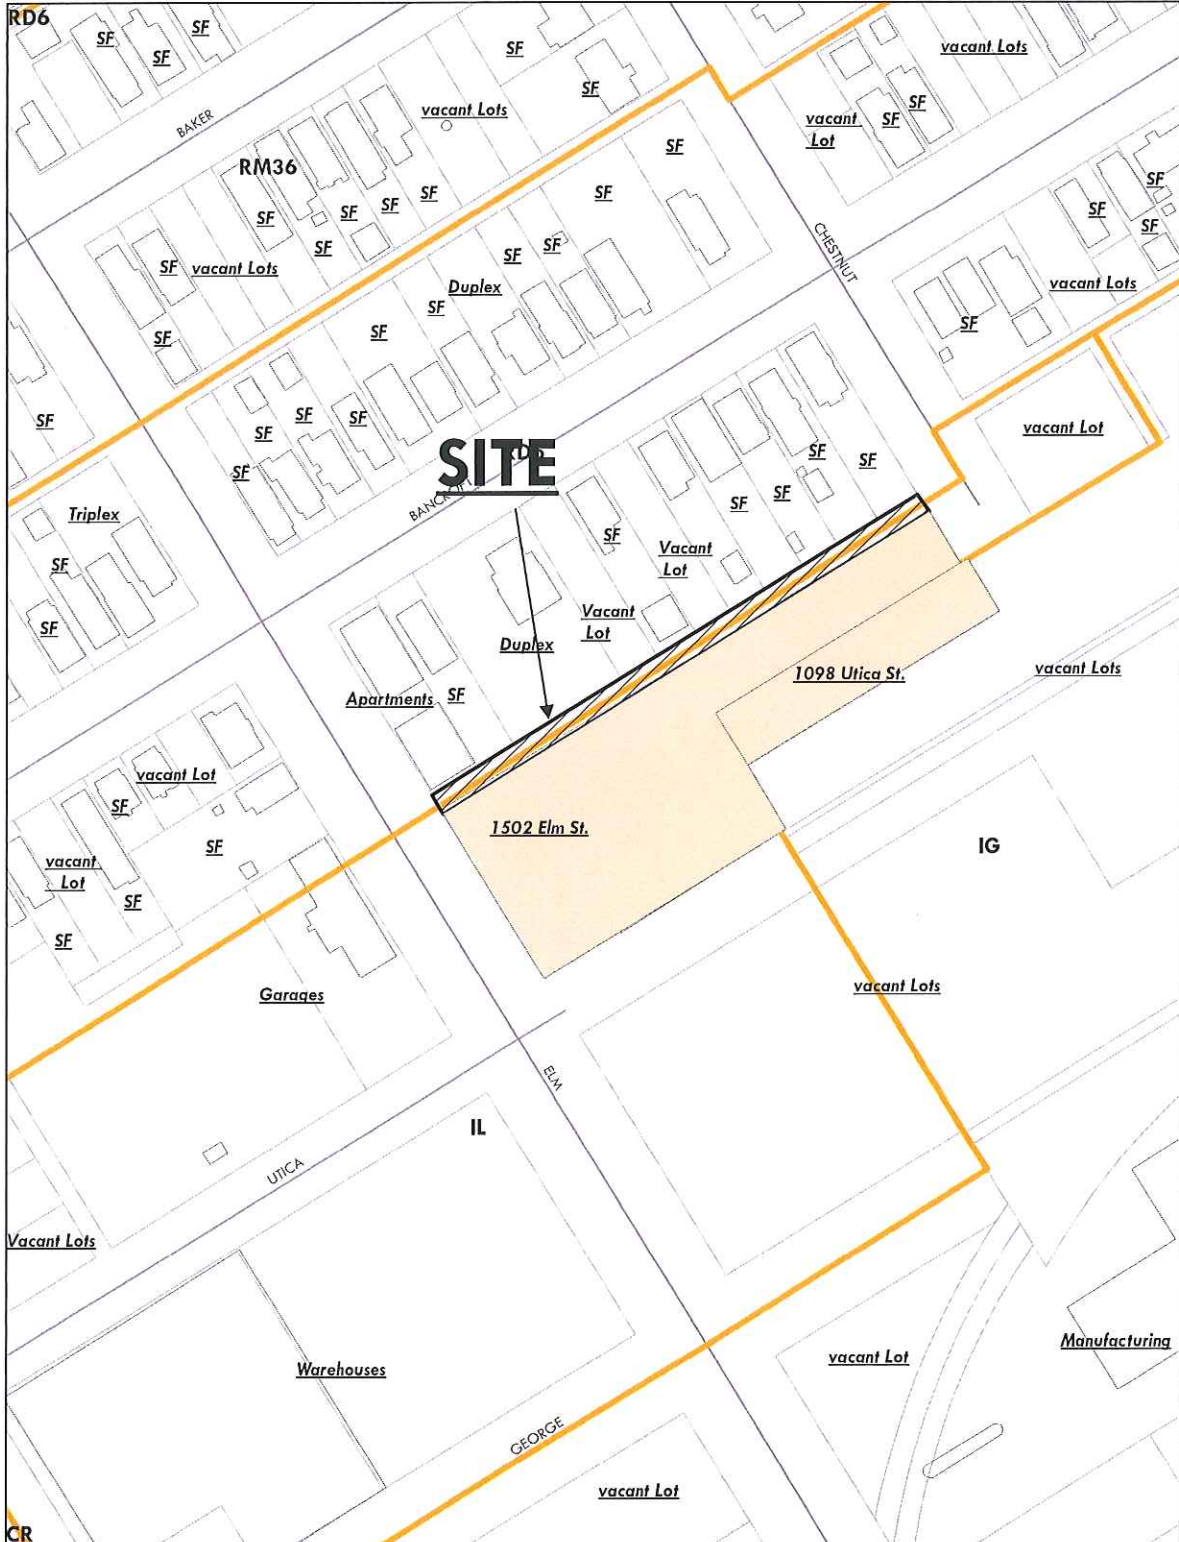 RD6
SF
SF
SF
SF
vacant Lots
SF
BAKER
vacant Lots
SF
SF
vacant
Lot
SF
RM36
SF
SF
SF
SF
SF
SF
SF
SF
SF
SF
CHESTNUT
SF
vacant Lots
SF
SF
Duplex
SF
SF
SF
vacant Lots
SF
SF
SF
SF
SF
SF
SF
vacant Lot
SITE
SF
SF
SF
BANCROFT
SF
SF
Triplex
SF
SF
Vacant
Lot
Vacant
Lot
SF
Duplex
1098 Utica St.
vacant Lots
Apartments
SF
vacant Lot
SF
1502 Elm St.
SF
IG
vacant
Lot
SF
SF
Garages
vacant Lots
ELM
IL
UTICA
Vacant Lots
Warehouses
vacant Lot
Manufacturing
GEORGE
vacant Lot
CR